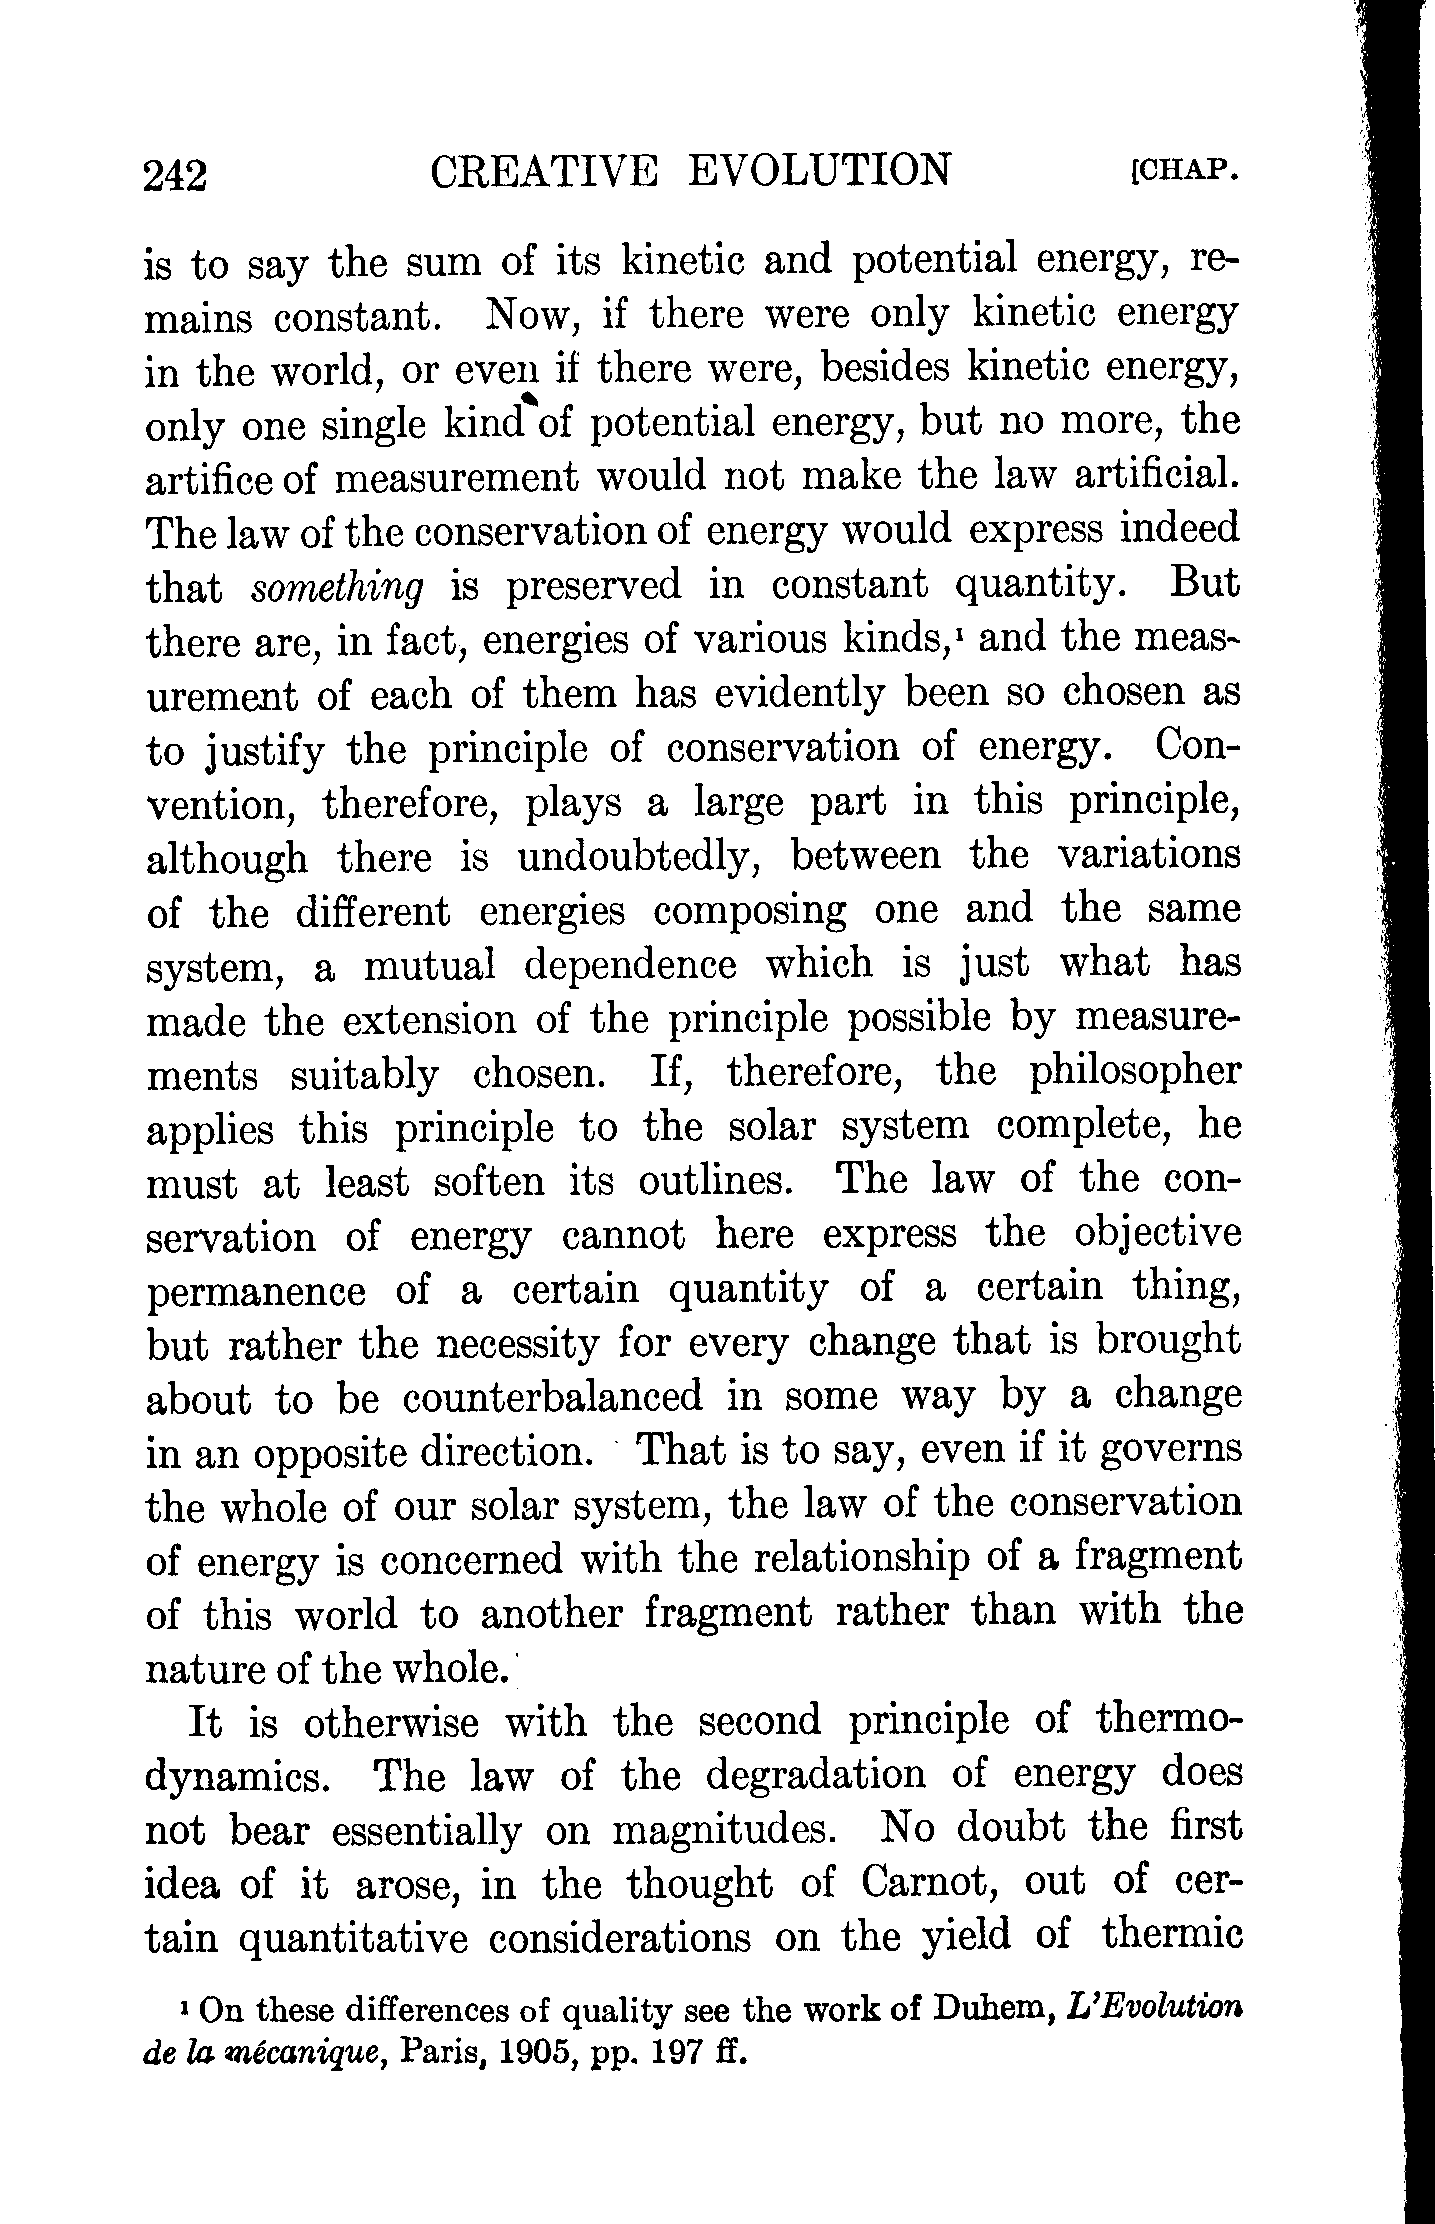 242 CREATIVE EVOLUTION [CHAP.
is to say the sum of its kinetic and potential energy, re-
mains constant. Now, if there were only kinetic energy
in the world, or even if there were, besides kinetic energy,
only one single kind of potential energy, but no more, the
artifice of measurement would not make the law artificial.
The law of the conservation of energy would express indeed
that something is preserved in constant quantity. But
there are, in fact, energies of various kinds,¹ and the meas-
urement of each of them has evidently been so chosen as
to justify the principle of conservation of energy. Con-
vention, therefore, plays a large part in this principle,
although there is undoubtedly, between the variations
of the different energies composing one and the same
system, a mutual dependence which is just what has
made the extension of the principle possible by measure-
ments suitably chosen. If, therefore, the philosopher
applies this principle to the solar system complete, he
must at least soften its outlines. The law of the con-
servation of energy cannot here express the objective
permanence of a certain quantity of a certain thing,
but rather the necessity for every change that is brought
about to be counterbalanced in some way by a change
in an opposite direction. That is to say, even if it governs
the whole of our solar system, the law of the conservation
of energy is concerned with the relationship of a fragment
of this world to another fragment rather than with the
nature of the whole.
It is otherwise with the second principle of thermo-
dynamics. The law of the degradation of energy does
not bear essentially on magnitudes. No doubt the first
idea of it arose, in the thought of Carnot, out of cer-
tain quantitative considerations on the yield of thermic
¹ On these differences of quality see the work of Duhem, L'Evolution
de la mécanique, Paris, 1905, pp. 197 ff.